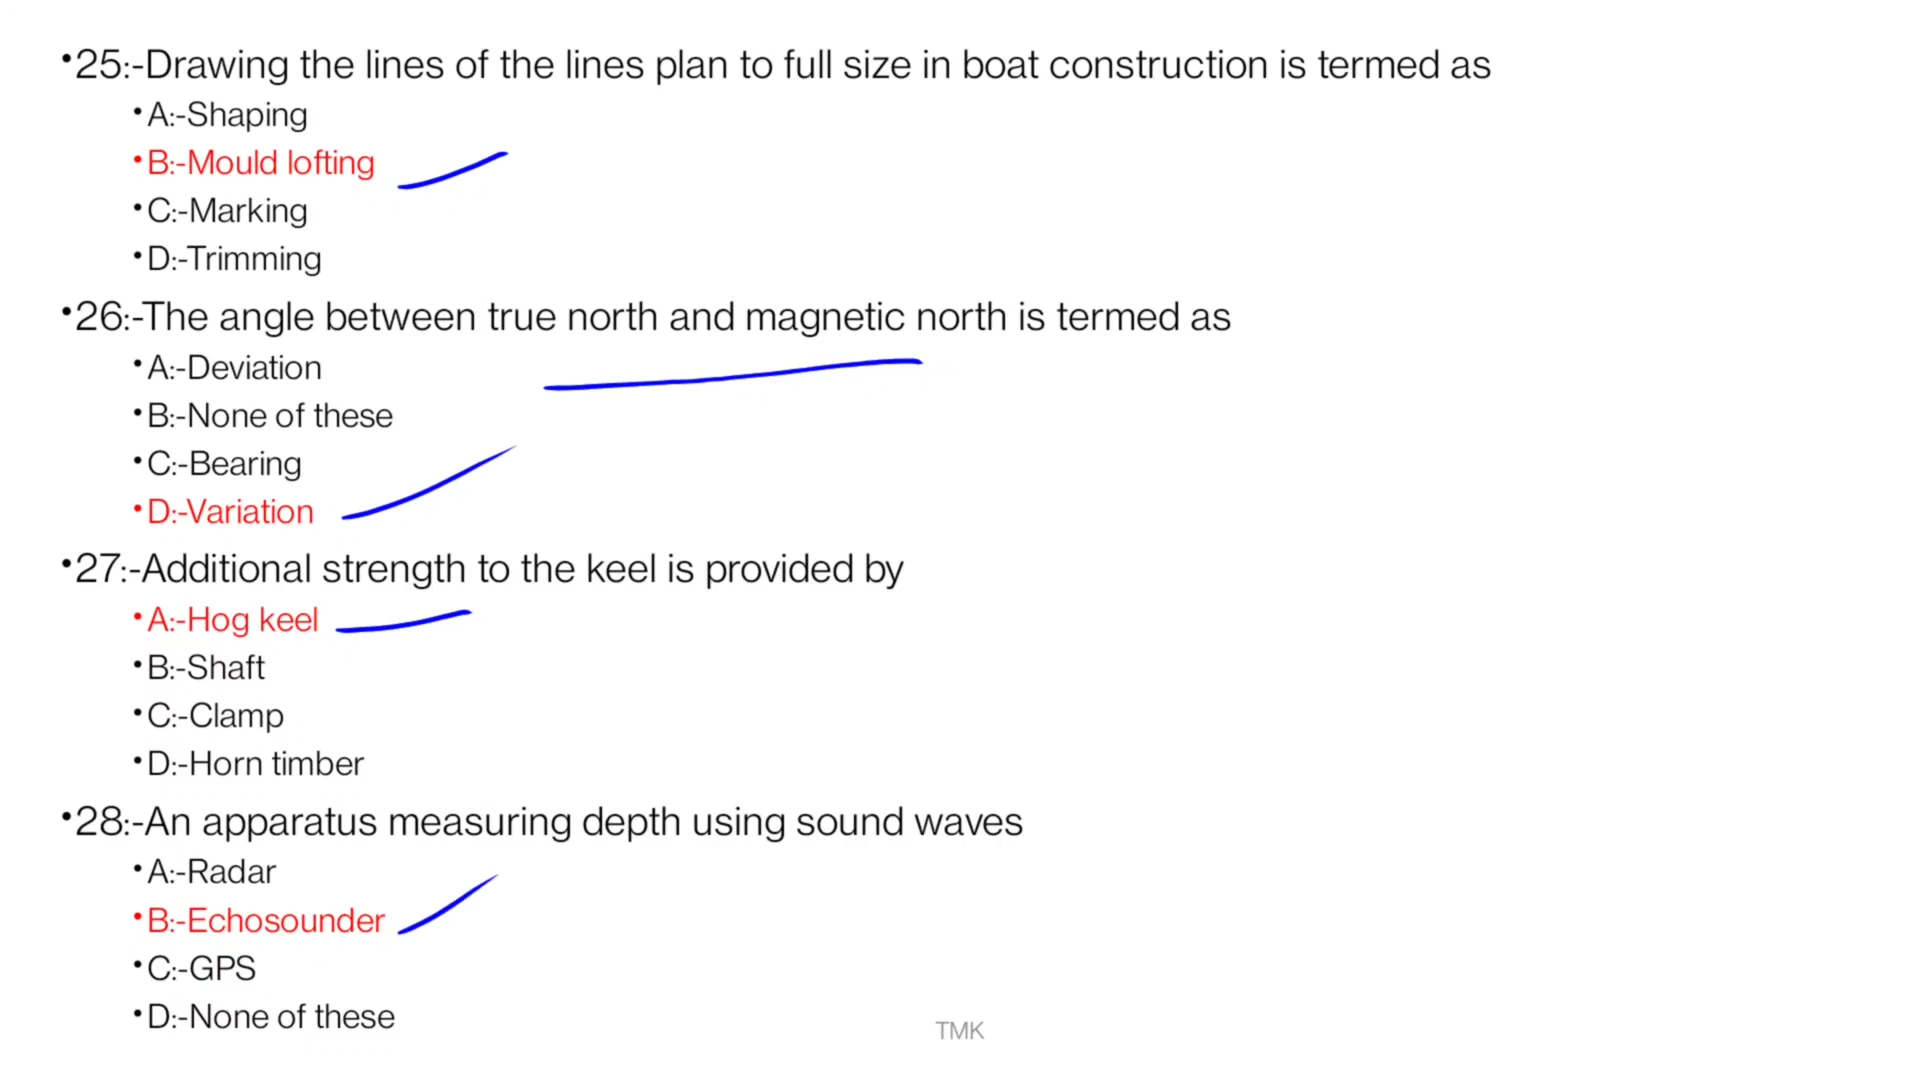 •25:-Drawing the lines of the lines plan to full size in boat construction is termed as
•A:-Shaping
•B:-Mould lofting
•C:-Marking
•D:-Trimming
•26:-The angle between true north and magnetic north is termed as
•A:-Deviation
•B:-None of these
•C:-Bearing
•D:-Variation
•27:-Additional strength to the keel is provided by
•A:-Hog keel
•B:-Shaft
•C:-Clamp
•D:-Horn timber
•28:-An apparatus measuring depth using sound waves
•A:-Radar
•B:-Echosounder
•C:-GPS
•D:-None of these
TMK